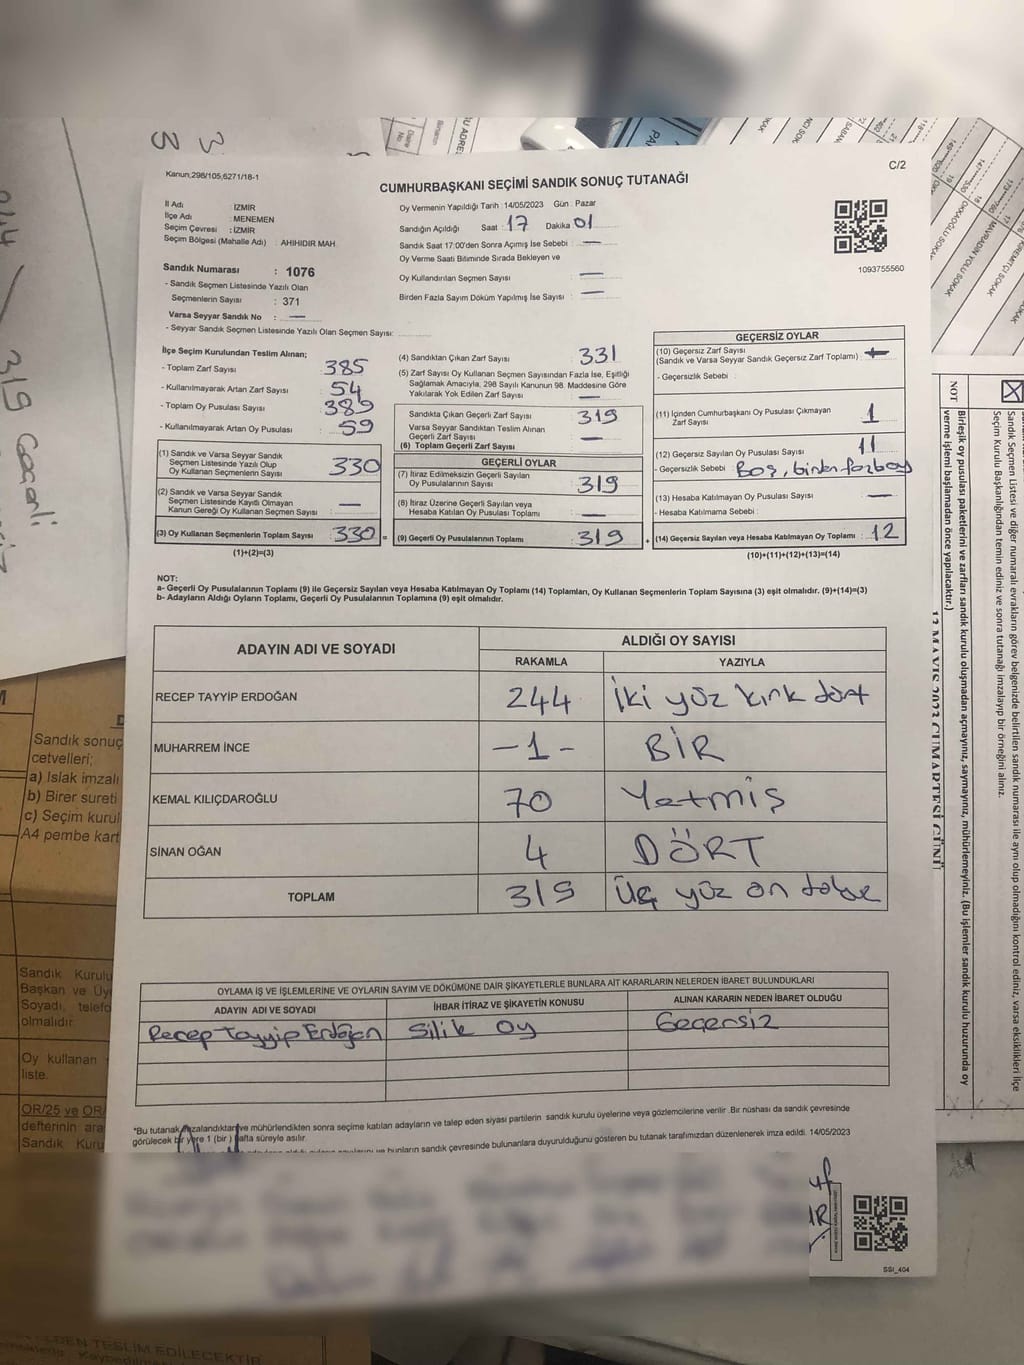 C/2
Kanun;298/105;6271/18-1
CUMHURBAŞKANI SEÇİMİ SANDIK SONUÇ TUTANAĞI
İl Adı : İZMİR
İlçe Adı : MENEMEN
Seçim Çevresi : İZMİR
Seçim Bölgesi (Mahalle Adı) : AHIHIDIR MAH.
Sandık Numarası : 1076
- Sandık Seçmen Listesinde Yazılı Olan
Seçmenlerin Sayısı : 371
Varsa Seyyar Sandık No : —
- Seyyar Sandık Seçmen Listesinde Yazılı Olan Seçmen Sayısı:
Oy Vermenin Yapıldığı Tarih : 14/05/2023 Gün : Pazar
Sandığın Açıldığı Saat : 17 Dakika 01
Sandık Saat 17:00'den Sonra Açımış İse Sebebi : —
Oy Verme Saati Bitiminde Sırada Bekleyen ve
Oy Kullandırılan Seçmen Sayısı : —
Birden Fazla Sayım Döküm Yapılmış İse Sayısı : —
1093755560
İlçe Seçim Kurulundan Teslim Alınan;
- Toplam Zarf Sayısı : 385
- Kullanılmayarak Artan Zarf Sayısı : 54
- Toplam Oy Pusulası Sayısı : 389
- Kullanılmayarak Artan Oy Pusulası : 59
(1) Sandık ve Varsa Seyyar Sandık
Seçmen Listesinde Yazılı Olup
Oy Kullanan Seçmenlerin Sayısı : 330
(2) Sandık ve Varsa Seyyar Sandık
Seçmen Listesinde Kayıtlı Olmayan
Kanun Gereği Oy Kullanan Seçmen Sayısı : —
(3) Oy Kullanan Seçmenlerin Toplam Sayısı : 330 =
(1)+(2)=(3)
(4) Sandıktan Çıkan Zarf Sayısı : 331
(5) Zarf Sayısı Oy Kullanan Seçmen Sayısından Fazla İse, Eşitliği
Sağlamak Amacıyla, 298 Sayılı Kanunun 98. Maddesine Göre
Yakılarak Yok Edilen Zarf Sayısı : —
Sandıkta Çıkan Geçerli Zarf Sayısı : 319
Varsa Seyyar Sandıktan Teslim Alınan
Geçerli Zarf Sayısı : —
(6) Toplam Geçerli Zarf Sayısı
GEÇERLİ OYLAR
(7) İtiraz Edilmeksizin Geçerli Sayılan
Oy Pusulalarının Sayısı : 319
(8) İtiraz Üzerine Geçerli Sayılan veya
Hesaba Katılan Oy Pusulası Toplamı : —
(9) Geçerli Oy Pusulalarının Toplamı : 319 +
GEÇERSİZ OYLAR
(10) Geçersiz Zarf Sayısı
(Sandık ve Varsa Seyyar Sandık Geçersiz Zarf Toplamı) :
- Geçersizlik Sebebi :
(11) İçinden Cumhurbaşkanı Oy Pusulası Çıkmayan
Zarf Sayısı : 1
(12) Geçersiz Sayılan Oy Pusulası Sayısı : 11
- Geçersizlik Sebebi : Boş, birden fazla oy
(13) Hesaba Katılmayan Oy Pusulası Sayısı : —
- Hesaba Katılmama Sebebi :
(14) Geçersiz Sayılan veya Hesaba Katılmayan Oy Toplamı : 12
(10)+(11)+(12)+(13)=(14)
NOT:
a- Geçerli Oy Pusulalarının Toplamı (9) ile Geçersiz Sayılan veya Hesaba Katılmayan Oy Toplamı (14) Toplamları, Oy Kullanan Seçmenlerin Toplam Sayısına (3) eşit olmalıdır. (9)+(14)=(3)
b- Adayların Aldığı Oyların Toplamı, Geçerli Oy Pusulalarının Toplamına (9) eşit olmalıdır.
ADAYIN ADI VE SOYADI ALDIĞI OY SAYISI
RAKAMLA YAZIYLA
RECEP TAYYİP ERDOĞAN 244 İki yüz kırk dört
MUHARREM İNCE -1- BİR
KEMAL KILIÇDAROĞLU 70 Yetmiş
SİNAN OĞAN 4 DÖRT
TOPLAM 319 Üç yüz on dokuz
OYLAMA İŞ VE İŞLEMLERİNE VE OYLARIN SAYIM VE DÖKÜMÜNE DAİR ŞİKAYETLERLE BUNLARA AİT KARARLARIN NELERDEN İBARET BULUNDUKLARI
ADAYIN ADI VE SOYADI İHBAR İTİRAZ VE ŞİKAYETİN KONUSU ALINAN KARARIN NEDEN İBARET OLDUĞU
Recep Tayyip Erdoğan Silik Oy Geçersiz
*Bu tutanak mühürlendikten sonra seçime katılan adayların ve talep eden siyasi partilerin sandık kurulu üyelerine veya gözlemcilerine verilir .Bir nüshası da sandık çevresinde
görülecek bir yere 1 (bir) hafta süreyle asılır.
bunların sandık çevresinde bulunanlara duyurulduğunu gösteren bu tutanak tarafımızdan düzenlenerek imza edildi. 14/05/2023
SSI_404
319 Geçerli
Sandık sonuç
cetvelleri;
a) Islak imzalı
b) Birer sureti
c) Seçim kurul
A4 pembe kart
Sandık Kurulu
Başkan ve Üy
Soyadı, telefo
olmalıdır.
Oy kullanan
liste.
OR/25 ve OR/
defterinin ara
Sandık Kuru
TESLİM EDİLECEKTİR
Sandık Seçmen Listesi ve diğer numaralı evrakların görev belgenizde belirtilen sandık numarası ile aynı olup olmadığını kontrol ediniz, varsa eksiklikleri İlçe
Seçim Kurulu Başkanlığından temin ediniz ve sonra tutanağı imzalayıp bir örneğini alınız.
NOT
Birleşik oy pusulası paketlerini ve zarfları sandık kurulu oluşmadan açmayınız, saymayınız, mühürlemeyiniz. (Bu işlemler sandık kurulu huzurunda oy
verme işlemi başlamadan önce yapılacaktır.)
13 MAYIS 2023 CUMARTESİ GÜNÜ